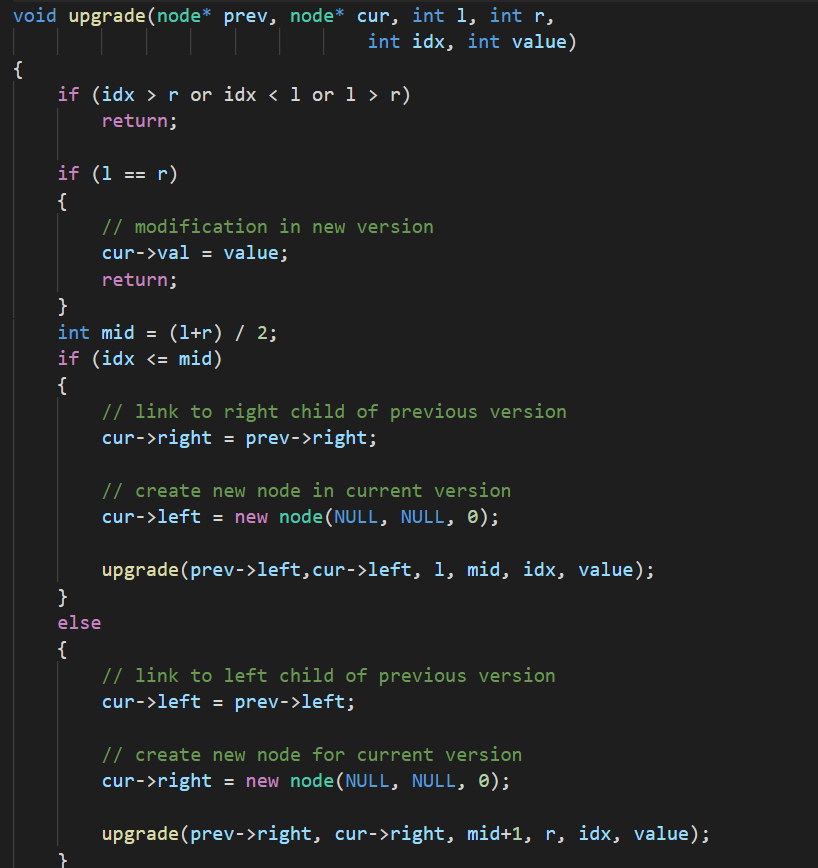 void upgrade(node* prev, node* cur, int l, int r,
                                int idx, int value)
{
    if (idx > r or idx < l or l > r)
        return;

    if (l == r)
    {
        // modification in new version
        cur->val = value;
        return;
    }
    int mid = (l+r) / 2;
    if (idx <= mid)
    {
        // link to right child of previous version
        cur->right = prev->right;

        // create new node in current version
        cur->left = new node(NULL, NULL, 0);

        upgrade(prev->left,cur->left, l, mid, idx, value);
    }
    else
    {
        // link to left child of previous version
        cur->left = prev->left;

        // create new node for current version
        cur->right = new node(NULL, NULL, 0);

        upgrade(prev->right, cur->right, mid+1, r, idx, value);
    }